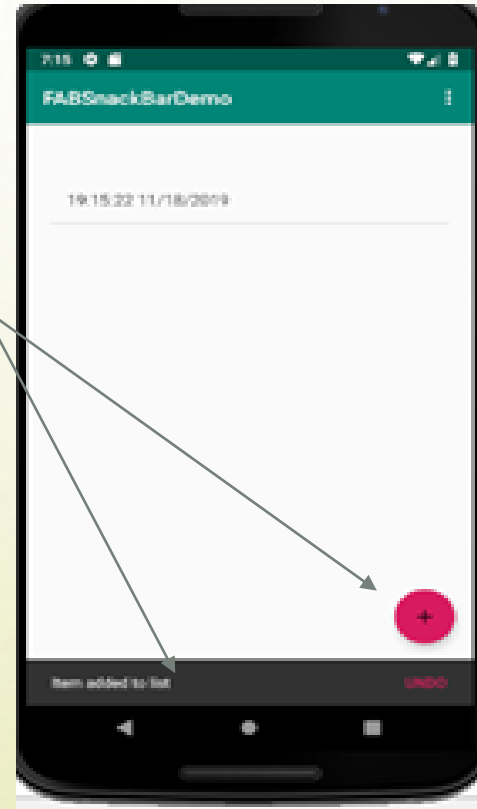 7:15
FABSnackBarDemo
19:15:22 11/18/2019
+
Item added to list UNDO